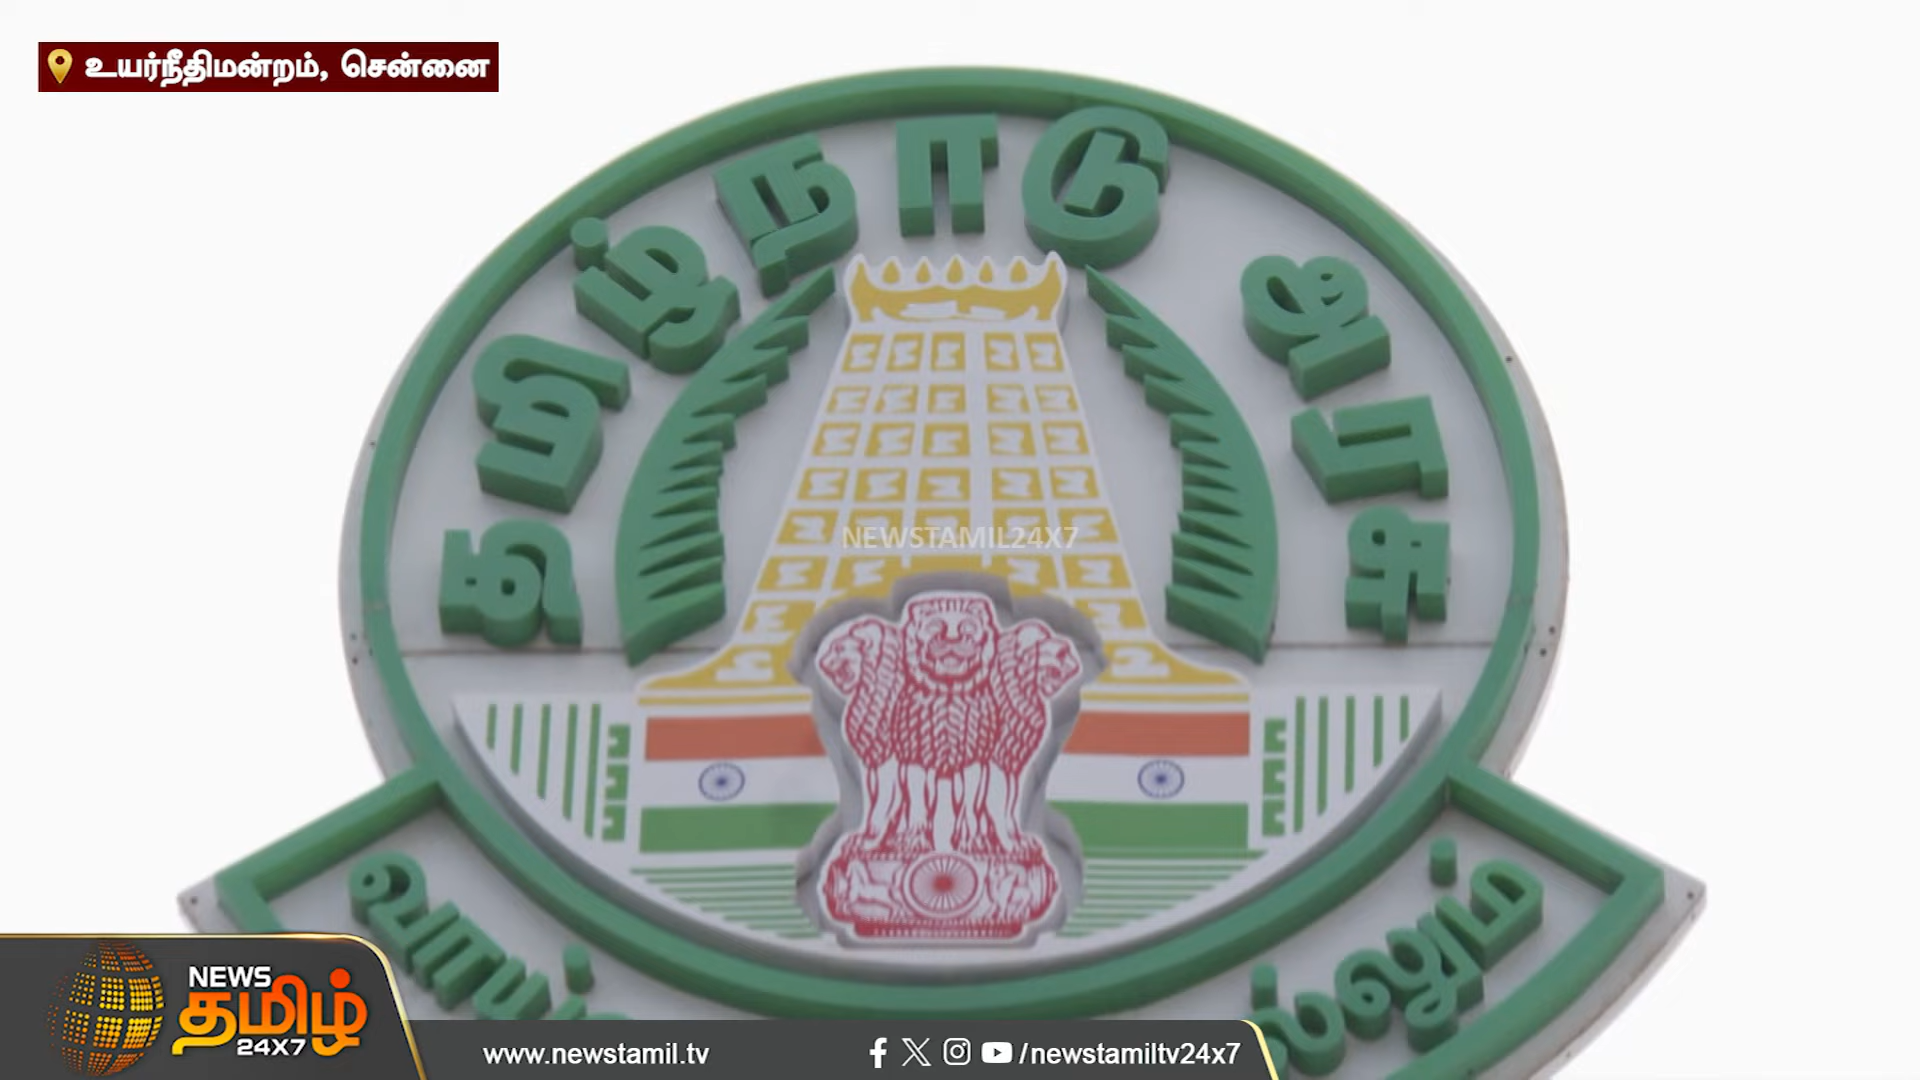 உயர்நீதிமன்றம், சென்னை
தமிழ்நாடு அரசு
NEWSTAMIL24X7
NEWS
தமிழ்
24X7
www.newstamil.tv
/newstamiltv24x7